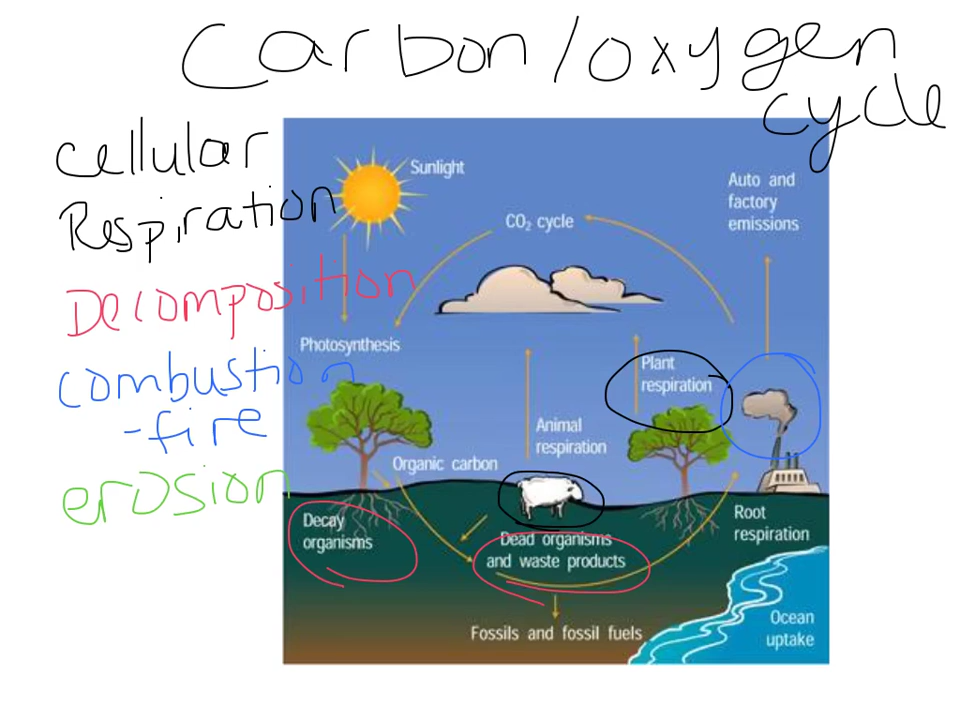 Carbon/oxygen
cycle
cellular
Respiration
Decomposition
combustion
-fire
erosion
Sunlight
Auto and
factory
emissions
CO₂ cycle
Photosynthesis
Plant
respiration
Animal
respiration
Organic carbon
Decay
organisms
Dead organisms
and waste products
Root
respiration
Fossils and fossil fuels
Ocean
uptake